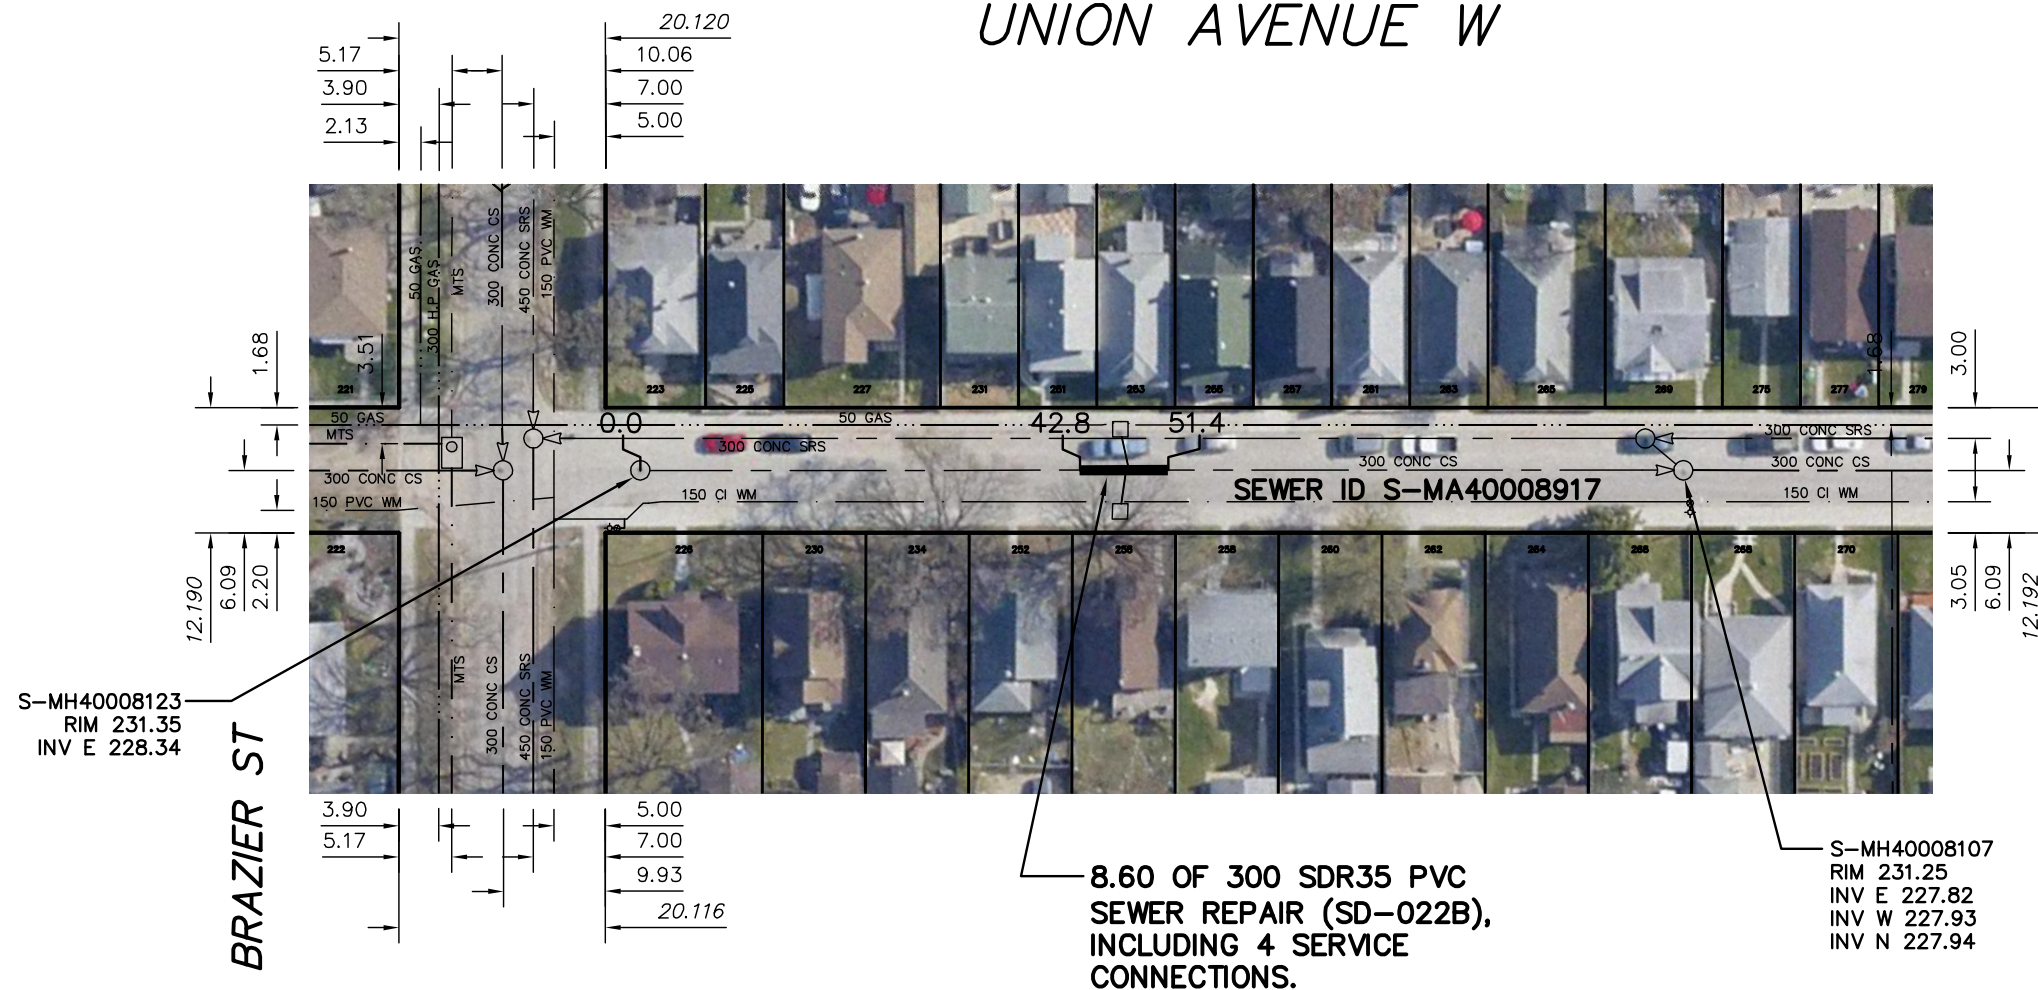 UNION AVENUE W
20.120
5.17
10.06
3.90
7.00
2.13
5.00
50 GAS
300 H.P GAS
MTS
300 CONC CS
450 CONC SRS
150 PVC WM
1.68
3.51
1.68
3.00
221
223
225
227
231
251
253
255
257
261
263
265
269
275
277
279
50 GAS
0.0
50 GAS
42.8
51.4
300 CONC SRS
MTS
300 CONC SRS
300 CONC CS
300 CONC CS
300 CONC CS
150 PVC WM
150 CI WM
SEWER ID S-MA40008917
150 CI WM
222
226
230
234
252
256
258
260
262
264
266
268
270
12.190
6.09
2.20
3.05
6.09
12.192
MTS
300 CONC CS
450 CONC SRS
150 PVC WM
S-MH40008123
RIM 231.35
INV E 228.34
BRAZIER ST
3.90
5.00
5.17
7.00
9.93
20.116
8.60 OF 300 SDR35 PVC
SEWER REPAIR (SD-022B),
INCLUDING 4 SERVICE
CONNECTIONS.
S-MH40008107
RIM 231.25
INV E 227.82
INV W 227.93
INV N 227.94